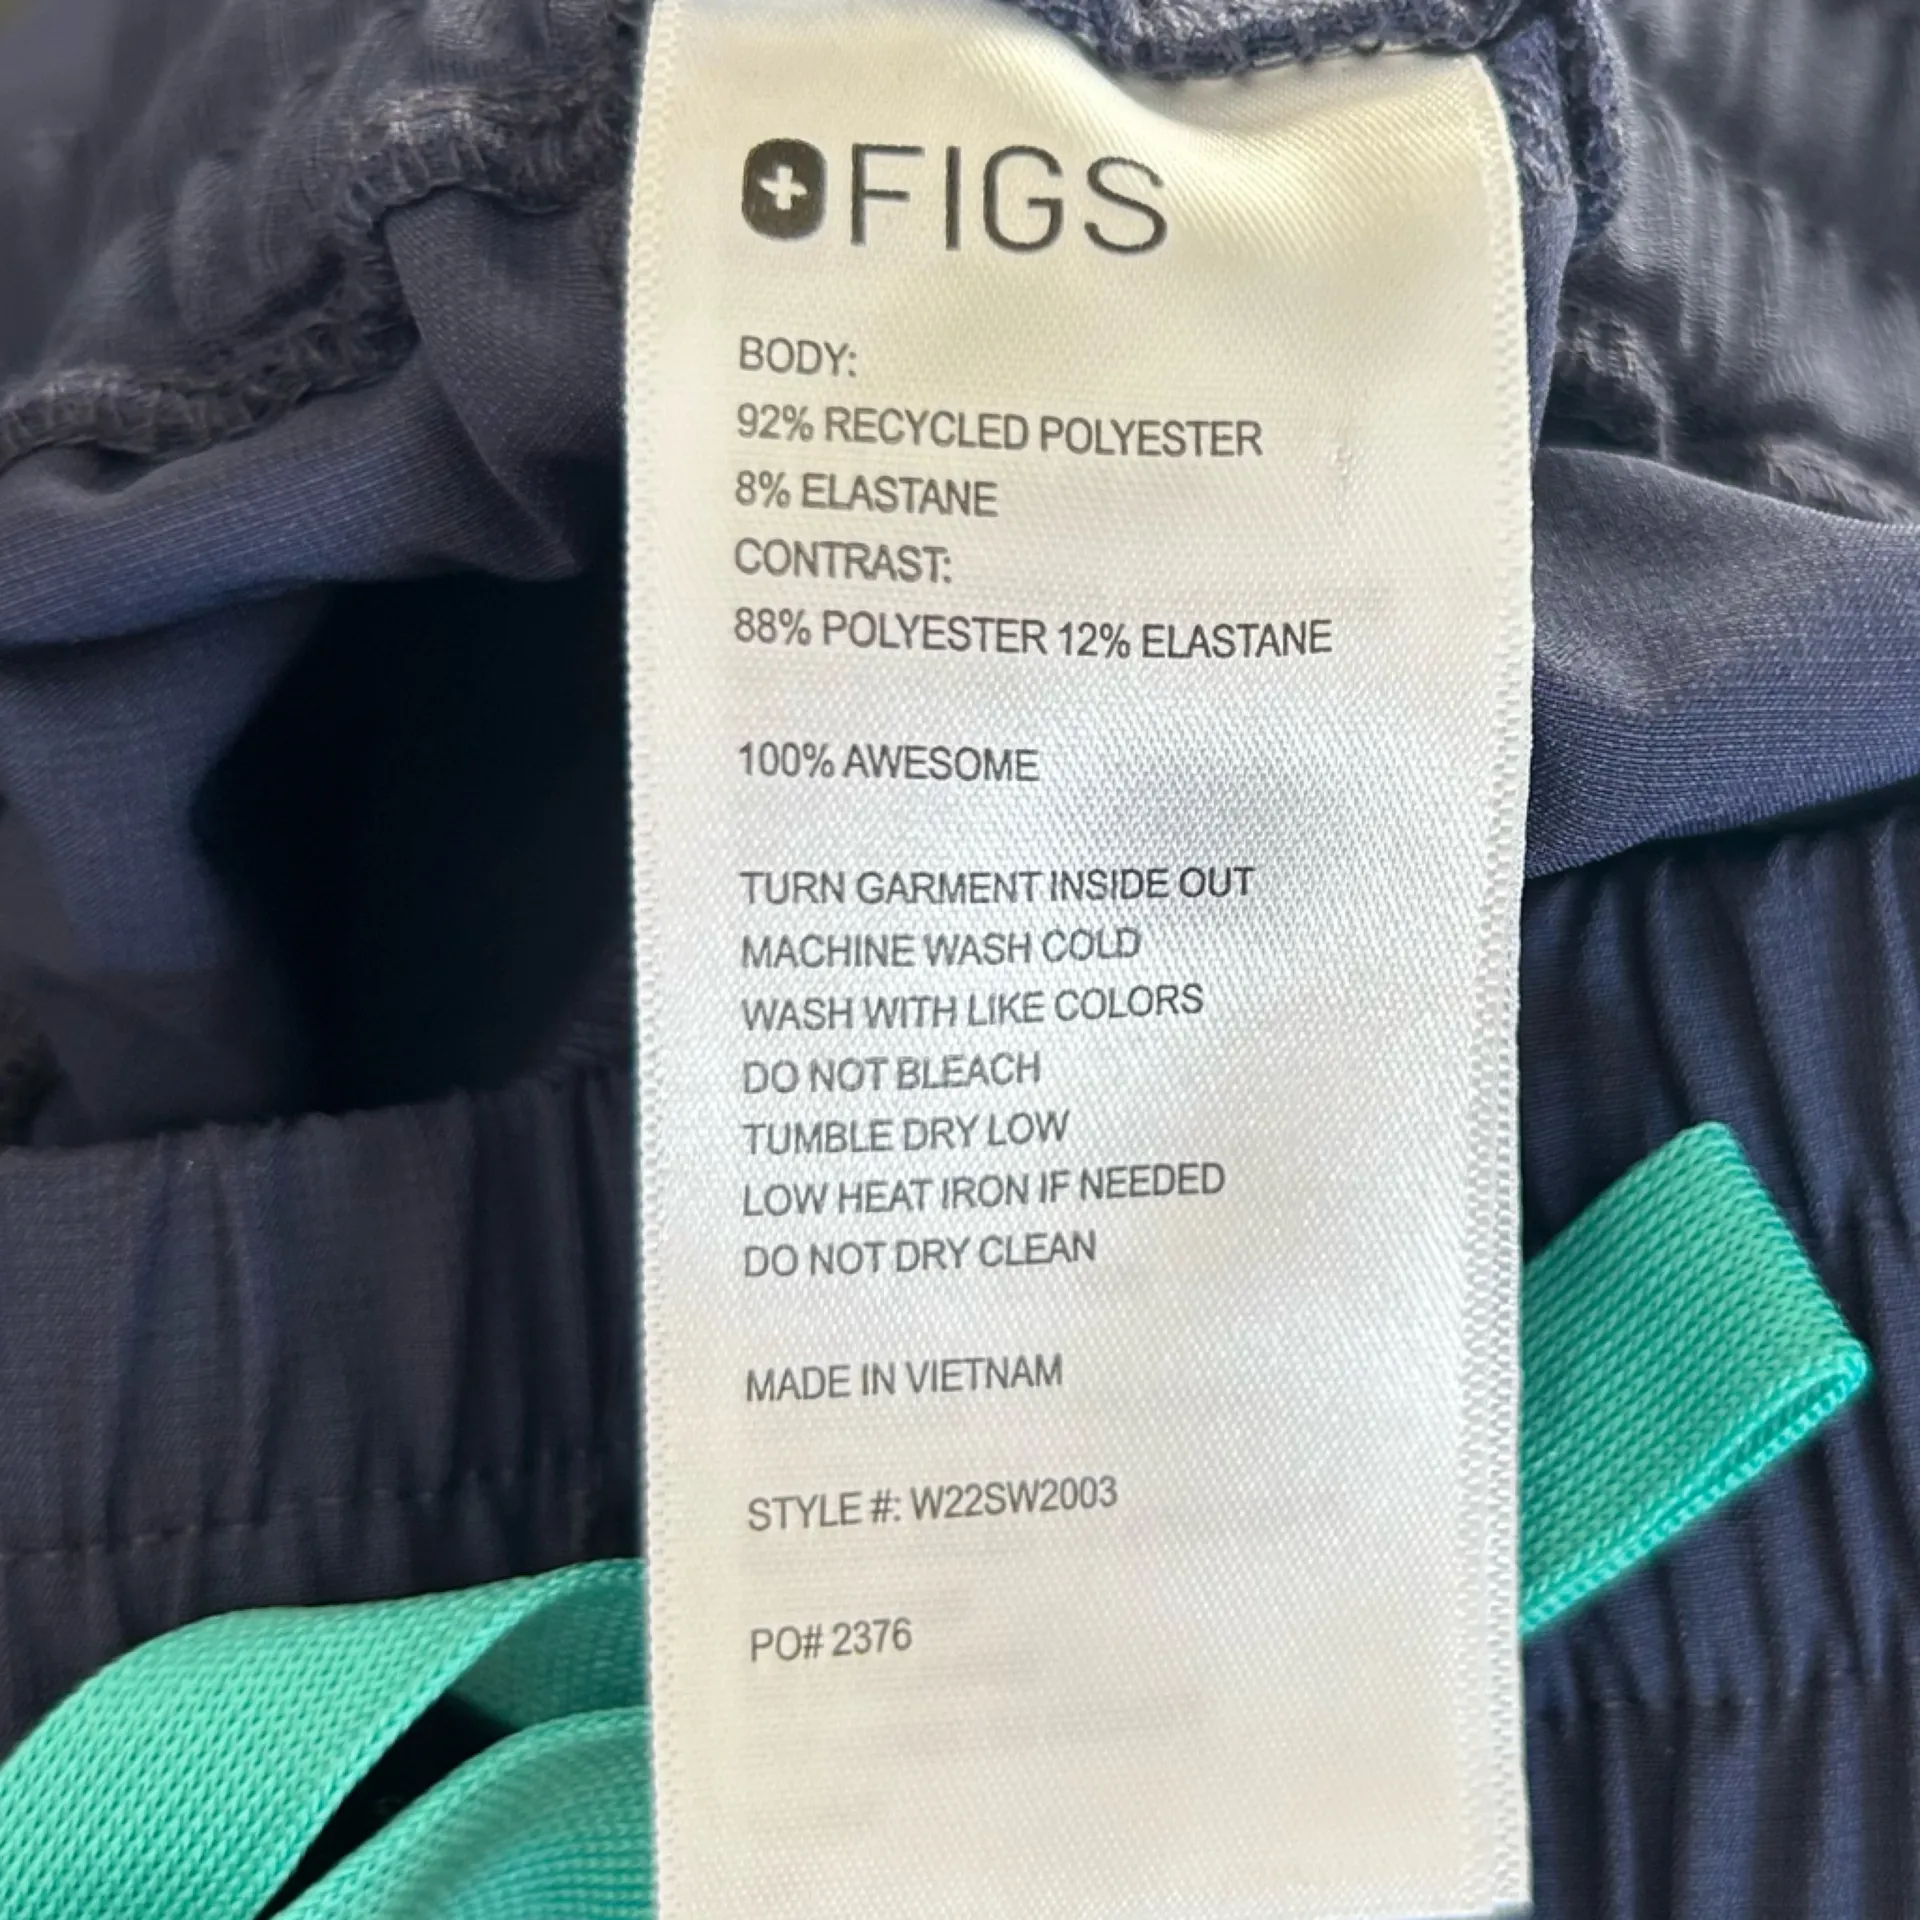 FIGS
BODY:
92% RECYCLED POLYESTER
8% ELASTANE
CONTRAST:
88% POLYESTER 12% ELASTANE
100% AWESOME
TURN GARMENT INSIDE OUT
MACHINE WASH COLD
WASH WITH LIKE COLORS
DO NOT BLEACH
TUMBLE DRY LOW
LOW HEAT IRON IF NEEDED
DO NOT DRY CLEAN
MADE IN VIETNAM
STYLE #: W22SW2003
PO# 2376